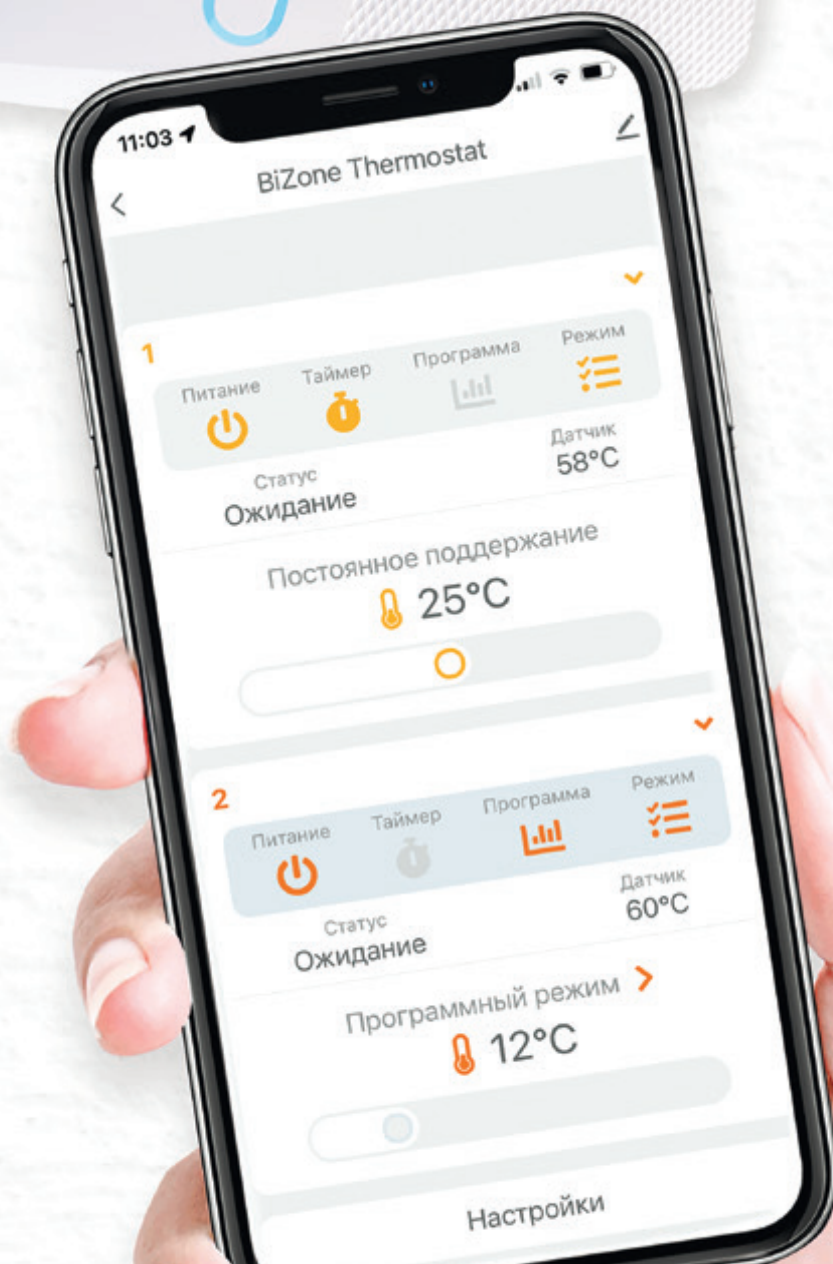 11:03
BiZone Thermostat
1
Питание Таймер Программа Режим
Статус Датчик
Ожидание 58°C
Постоянное поддержание
25°C
2
Питание Таймер Программа Режим
Статус Датчик
Ожидание 60°C
Программный режим
12°C
Настройки